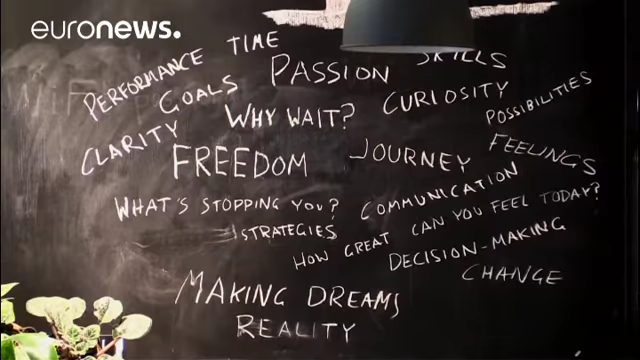 euronews.
TIME
PERFORMANCE
SKILLS
GOALS
PASSION
CLARITY
WHY WAIT?
CURIOSITY
POSSIBILITIES
FREEDOM
JOURNEY
FEELINGS
WHAT'S STOPPING YOU?
COMMUNICATION
STRATEGIES
HOW GREAT CAN YOU FEEL TODAY?
DECISION-MAKING
CHANGE
MAKING DREAMS
REALITY